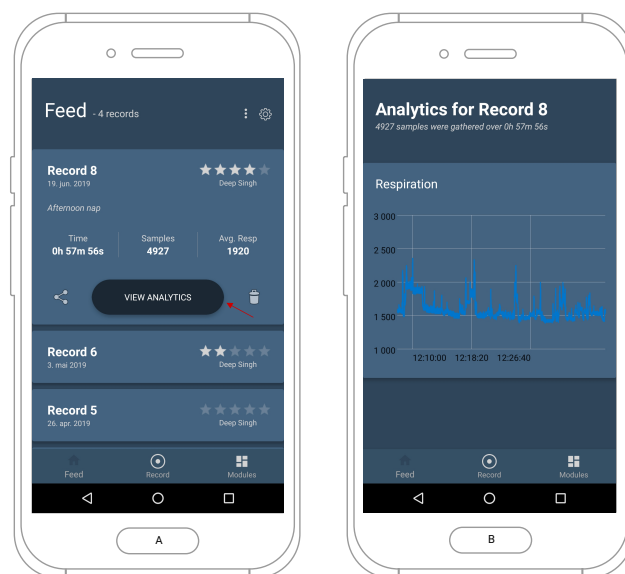 Feed - 4 records
Record 8
19. jun. 2019
Deep Singh
Afternoon nap
Time Samples Avg. Resp
0h 57m 56s 4927 1920
VIEW ANALYTICS
Record 6
3. mai 2019
Deep Singh
Record 5
26. apr. 2019
Deep Singh
Feed Record Modules
A
Analytics for Record 8
4927 samples were gathered over 0h 57m 56s
Respiration
3 000
2 500
2 000
1 500
1 000
12:10:00 12:18:20 12:26:40
Feed Record Modules
B